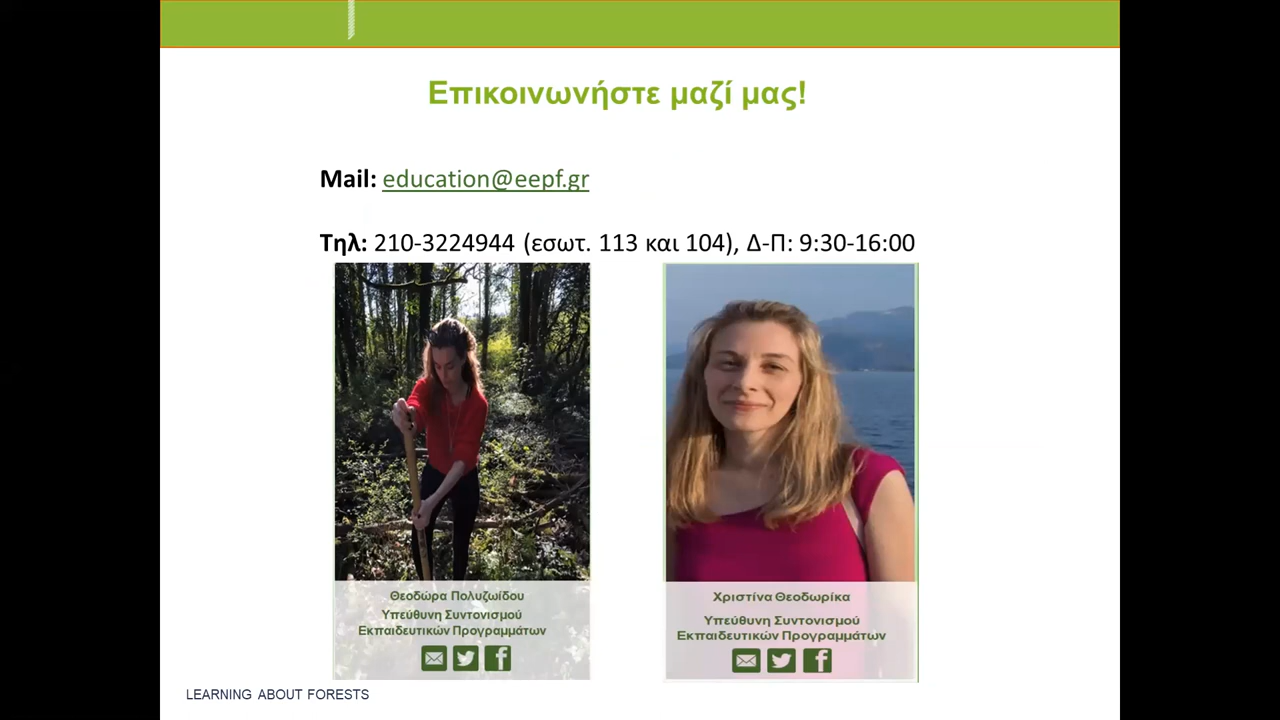 Επικοινωνήστε μαζί μας!
Mail: education@eepf.gr
Τηλ: 210-3224944 (εσωτ. 113 και 104), Δ-Π: 9:30-16:00
Θεοδώρα Πολυζωίδου
Υπεύθυνη Συντονισμού
Εκπαιδευτικών Προγραμμάτων
Χριστίνα Θεοδωρίκα
Υπεύθυνη Συντονισμού
Εκπαιδευτικών Προγραμμάτων
LEARNING ABOUT FORESTS